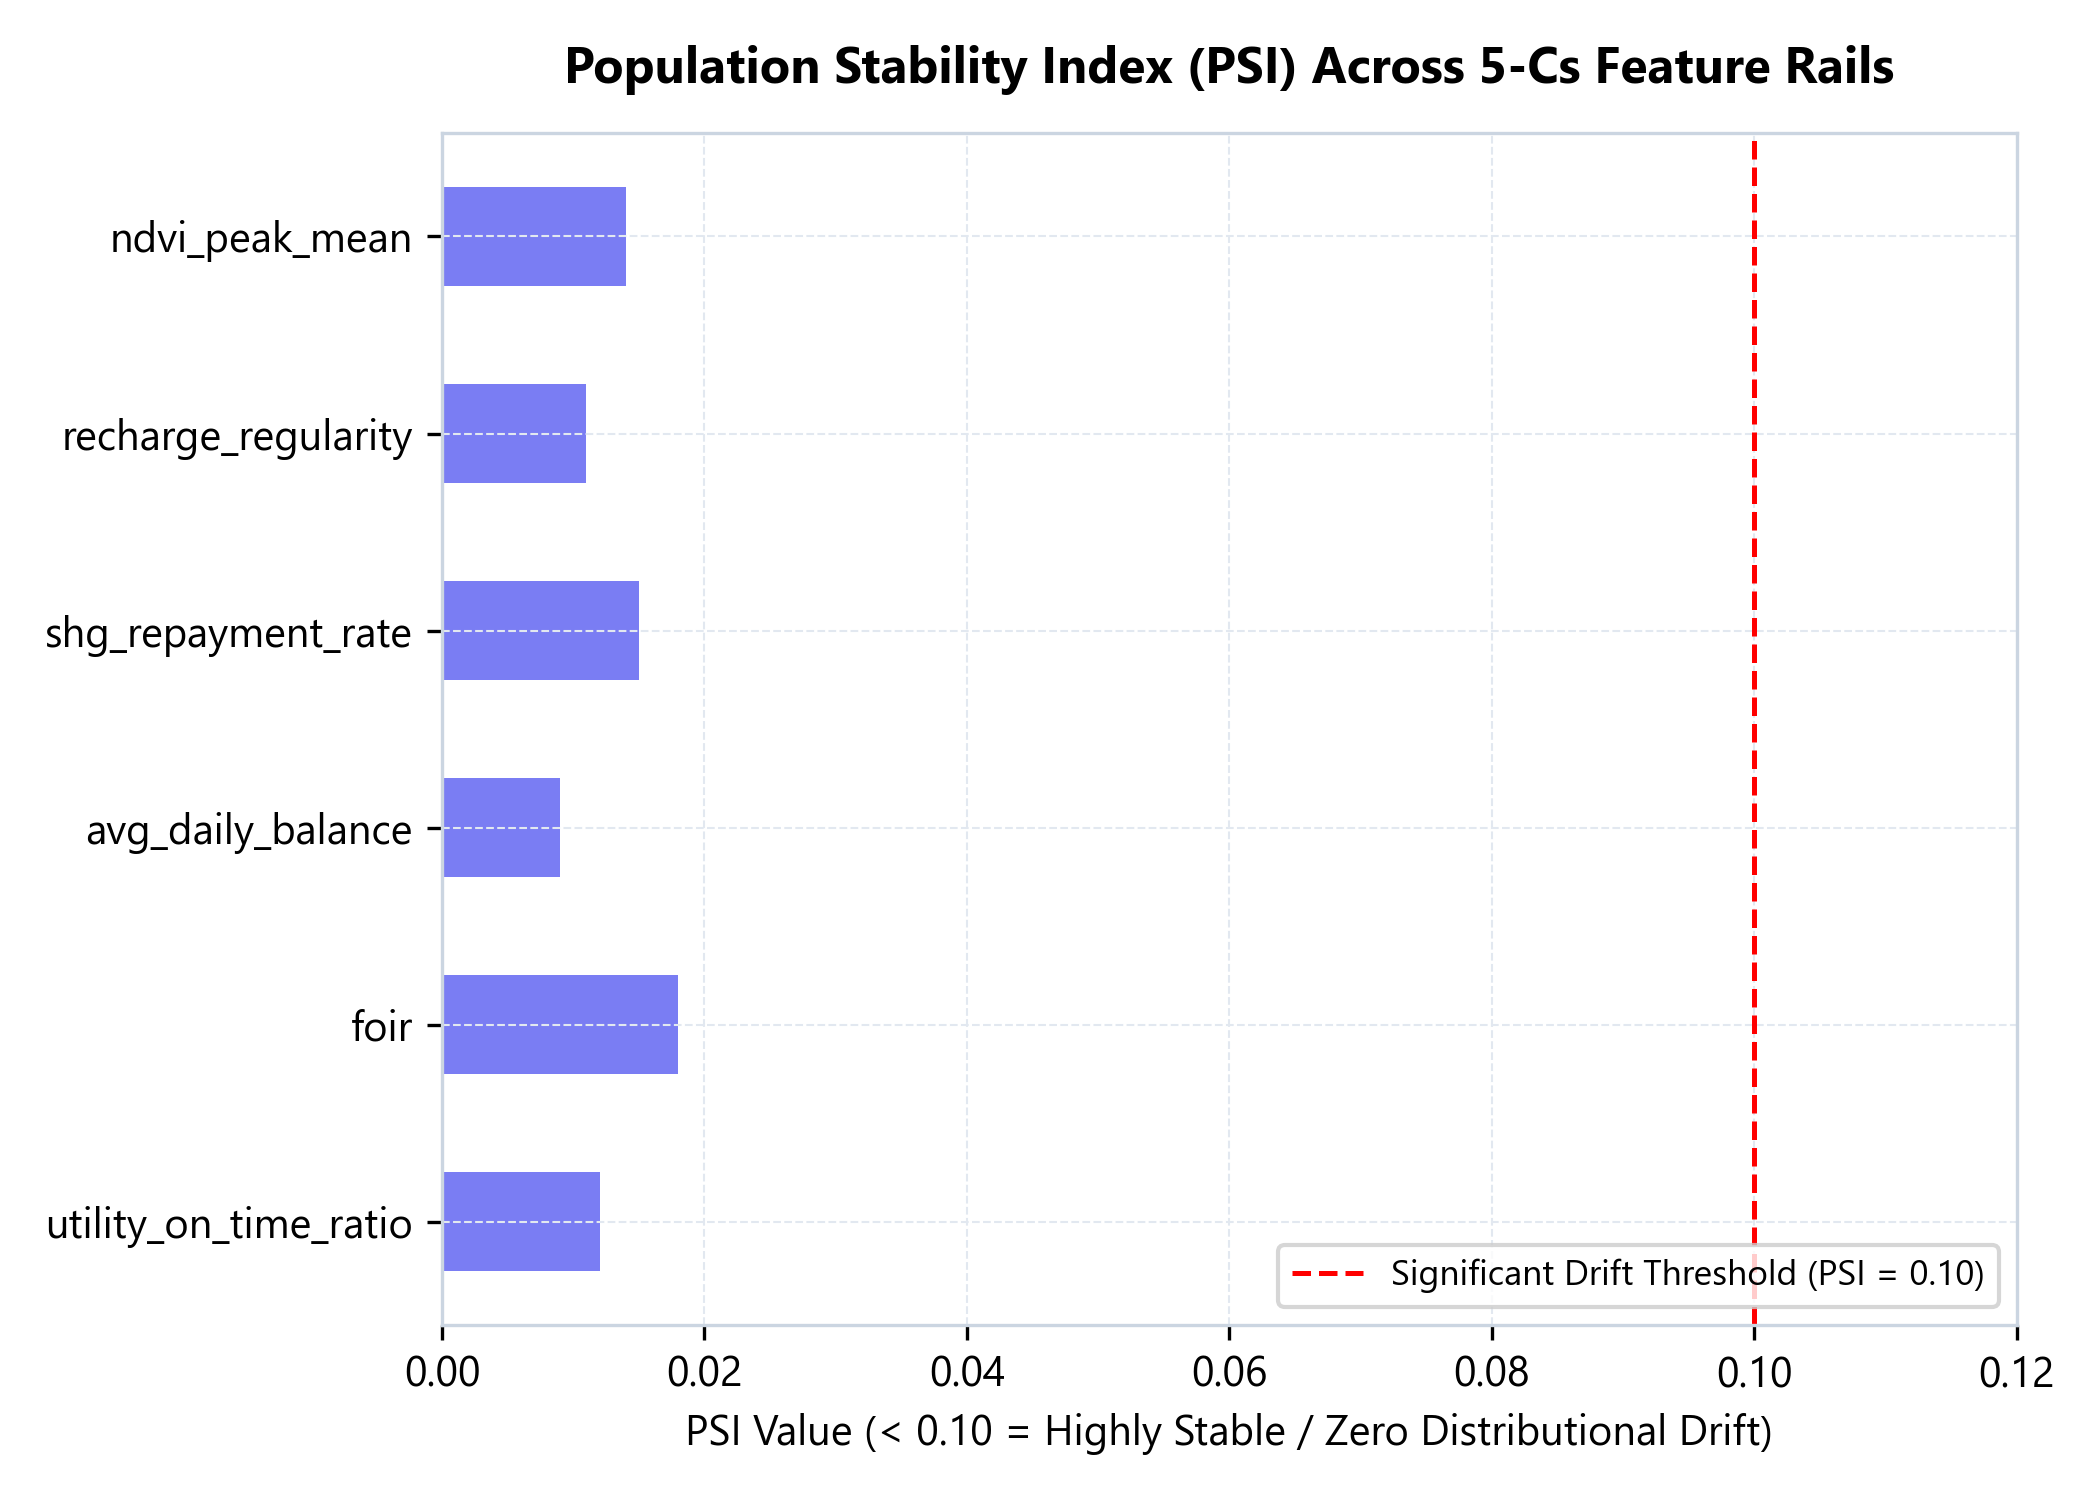 Population Stability Index (PSI) Across 5-Cs Feature Rails
ndvi_peak_mean
recharge_regularity
shg_repayment_rate
avg_daily_balance
foir
utility_on_time_ratio
Significant Drift Threshold (PSI = 0.10)
0.00 0.02 0.04 0.06 0.08 0.10 0.12
PSI Value (< 0.10 = Highly Stable / Zero Distributional Drift)